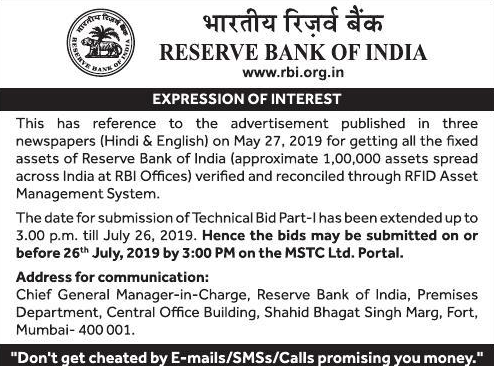 भारतीय रिज़र्व बैंक
RESERVE BANK OF INDIA
www.rbi.org.in
भारतीय रिज़र्व बैंक
RESERVE BANK OF INDIA
EXPRESSION OF INTEREST
This has reference to the advertisement published in three
newspapers (Hindi & English) on May 27, 2019 for getting all the fixed
assets of Reserve Bank of India (approximate 1,00,000 assets spread
across India at RBI Offices) verified and reconciled through RFID Asset
Management System.
The date for submission of Technical Bid Part-I has been extended up to
3.00 p.m. till July 26, 2019. Hence the bids may be submitted on or
before 26th July, 2019 by 3:00 PM on the MSTC Ltd. Portal.
Address for communication:
Chief General Manager-in-Charge, Reserve Bank of India, Premises
Department, Central Office Building, Shahid Bhagat Singh Marg, Fort,
Mumbai- 400 001.
"Don't get cheated by E-mails/SMSs/Calls promising you money."